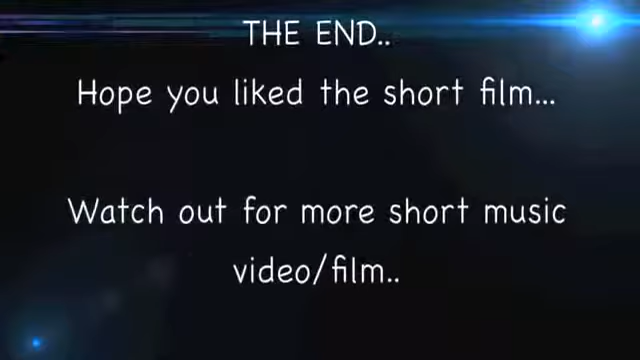 THE END..
Hope you liked the short film...
Watch out for more short music
video/film..